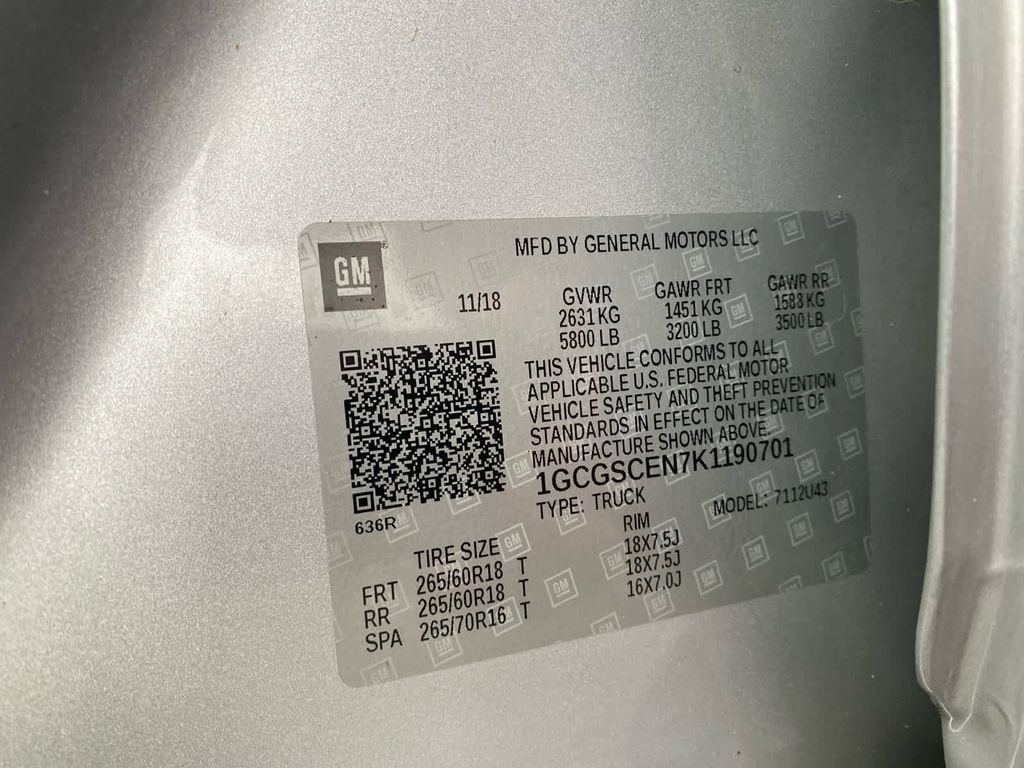 GM
MFD BY GENERAL MOTORS LLC
11/18
GVWR
2631 KG
5800 LB
GAWR FRT
1451 KG
3200 LB
GAWR RR
1588 KG
3500 LB
THIS VEHICLE CONFORMS TO ALL
APPLICABLE U.S. FEDERAL MOTOR
VEHICLE SAFETY AND THEFT PREVENTION
STANDARDS IN EFFECT ON THE DATE OF
MANUFACTURE SHOWN ABOVE.
1GCGSCEN7K1190701
TYPE: TRUCK MODEL: 7112U43
636R
TIRE SIZE RIM
FRT 265/60R18 T 18X7.5J
RR 265/60R18 T 18X7.5J
SPA 265/70R16 T 16X7.0J